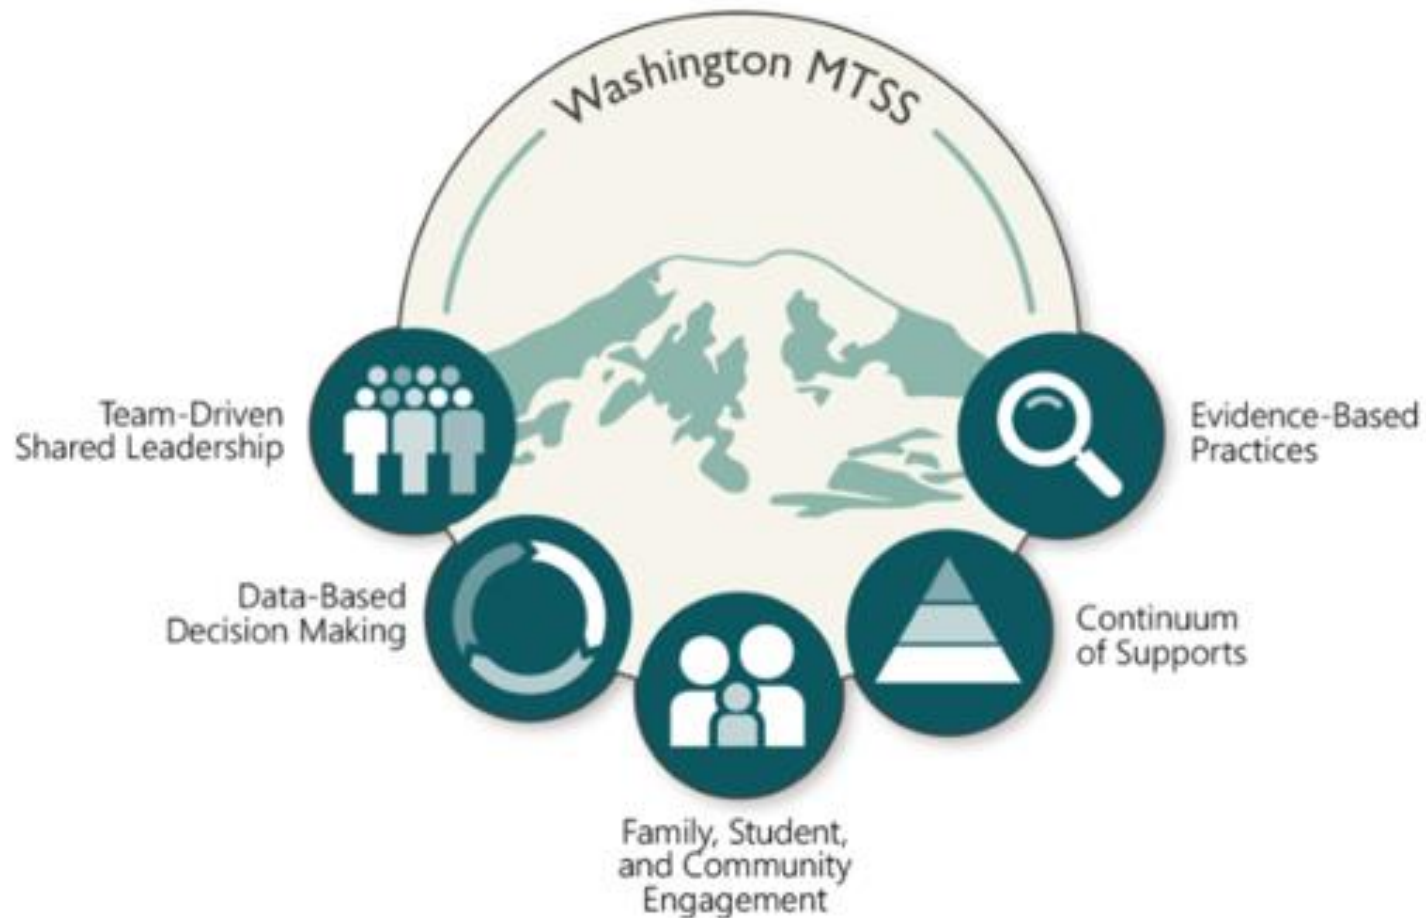 Washington MTSS
Team-Driven
Shared Leadership
Data-Based
Decision Making
Family, Student,
and Community
Engagement
Continuum
of Supports
Evidence-Based
Practices